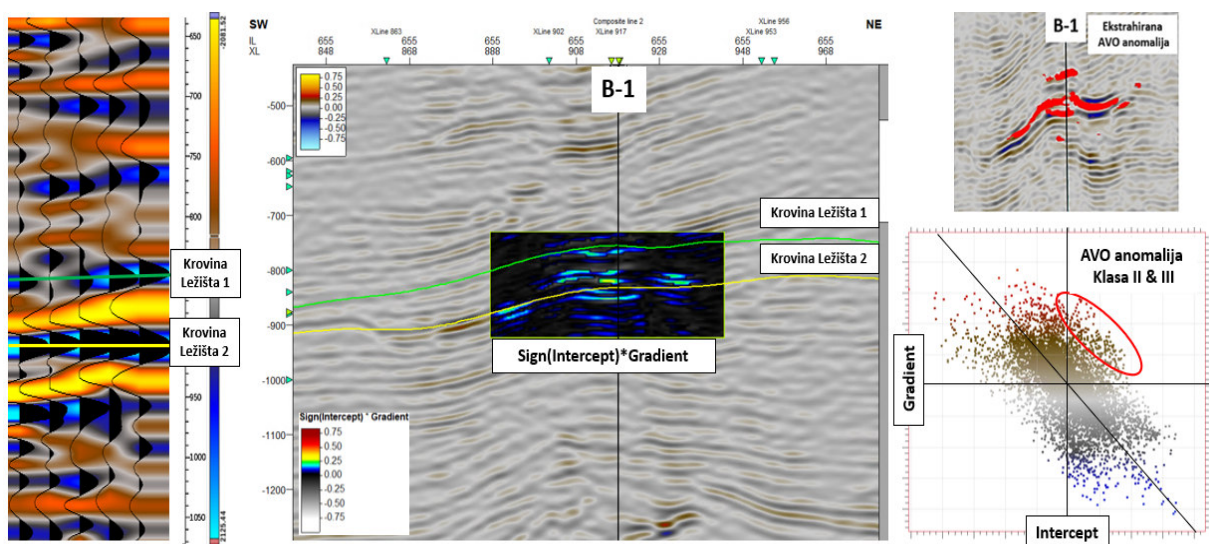 650
700
750
800
950
1000
1050
-2081.52
2125.44
Krovina
Ležišta 1
Krovina
Ležišta 2
SW
Composite line 2
NE
XLine 863
XLine 902
XLine 917
XLine 956
XLine 953
IL
655
655
655
655
655
655
655
XL
848
868
888
908
928
948
968
B-1
0.75
0.50
0.25
0.00
-0.25
-0.50
-0.75
-500
-600
-700
-800
-900
-1000
-1100
-1200
Krovina Ležišta 1
Krovina Ležišta 2
Sign(Intercept)*Gradient
Sign(Intercept) * Gradient
0.75
0.50
0.25
0.00
-0.25
-0.50
-0.75
B-1
Ekstrahirana
AVO anomalija
AVO anomalija
Klasa II & III
Gradient
Intercept